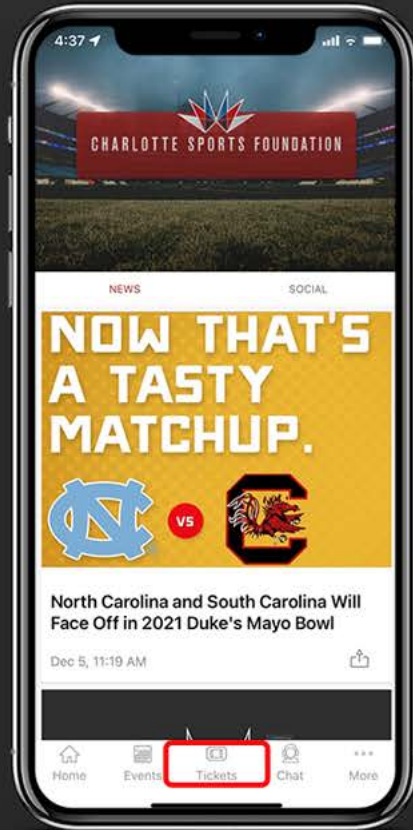 4:37
CHARLOTTE SPORTS FOUNDATION
NEWS
SOCIAL
NOW THAT'S
A TASTY
MATCHUP.
NC
VS
C
North Carolina and South Carolina Will
Face Off in 2021 Duke's Mayo Bowl
Dec 5, 11:19 AM
Home
Events
Tickets
Chat
More